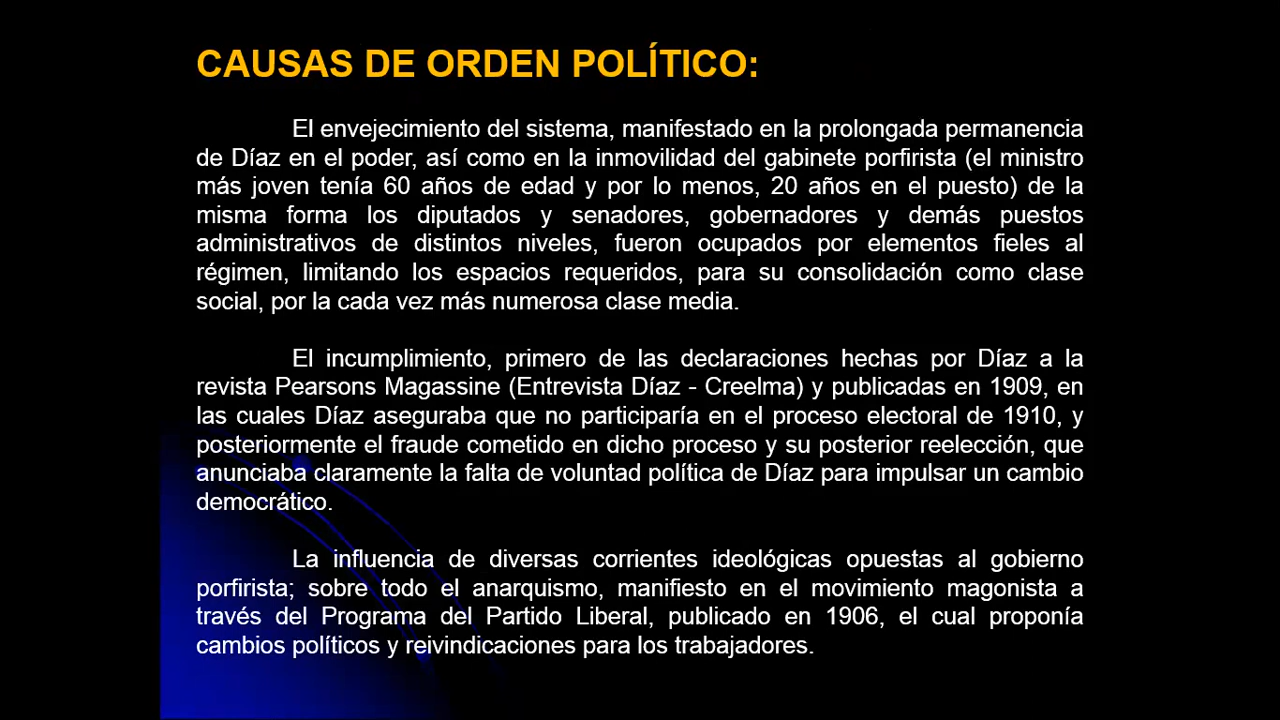 CAUSAS DE ORDEN POLÍTICO:
El envejecimiento del sistema, manifestado en la prolongada permanencia
de Díaz en el poder, así como en la inmovilidad del gabinete porfirista (el ministro
más joven tenía 60 años de edad y por lo menos, 20 años en el puesto) de la
misma forma los diputados y senadores, gobernadores y demás puestos
administrativos de distintos niveles, fueron ocupados por elementos fieles al
régimen, limitando los espacios requeridos, para su consolidación como clase
social, por la cada vez más numerosa clase media.
El incumplimiento, primero de las declaraciones hechas por Díaz a la
revista Pearsons Magassine (Entrevista Díaz - Creelma) y publicadas en 1909, en
las cuales Díaz aseguraba que no participaría en el proceso electoral de 1910, y
posteriormente el fraude cometido en dicho proceso y su posterior reelección, que
anunciaba claramente la falta de voluntad política de Díaz para impulsar un cambio
democrático.
La influencia de diversas corrientes ideológicas opuestas al gobierno
porfirista; sobre todo el anarquismo, manifiesto en el movimiento magonista a
través del Programa del Partido Liberal, publicado en 1906, el cual proponía
cambios políticos y reivindicaciones para los trabajadores.